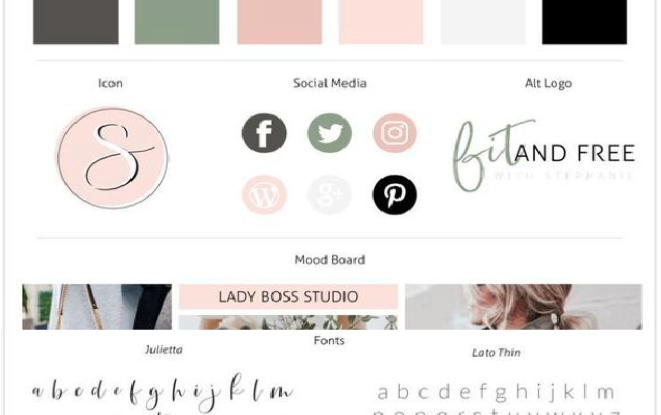 Icon
Social Media
Alt Logo
S
fit AND FREE
WITH STEPHANIE
Mood Board
LADY BOSS STUDIO
Fonts
Julietta
Lato Thin
a b c d e f g h i j k l m
a b c d e f g h i j k l m